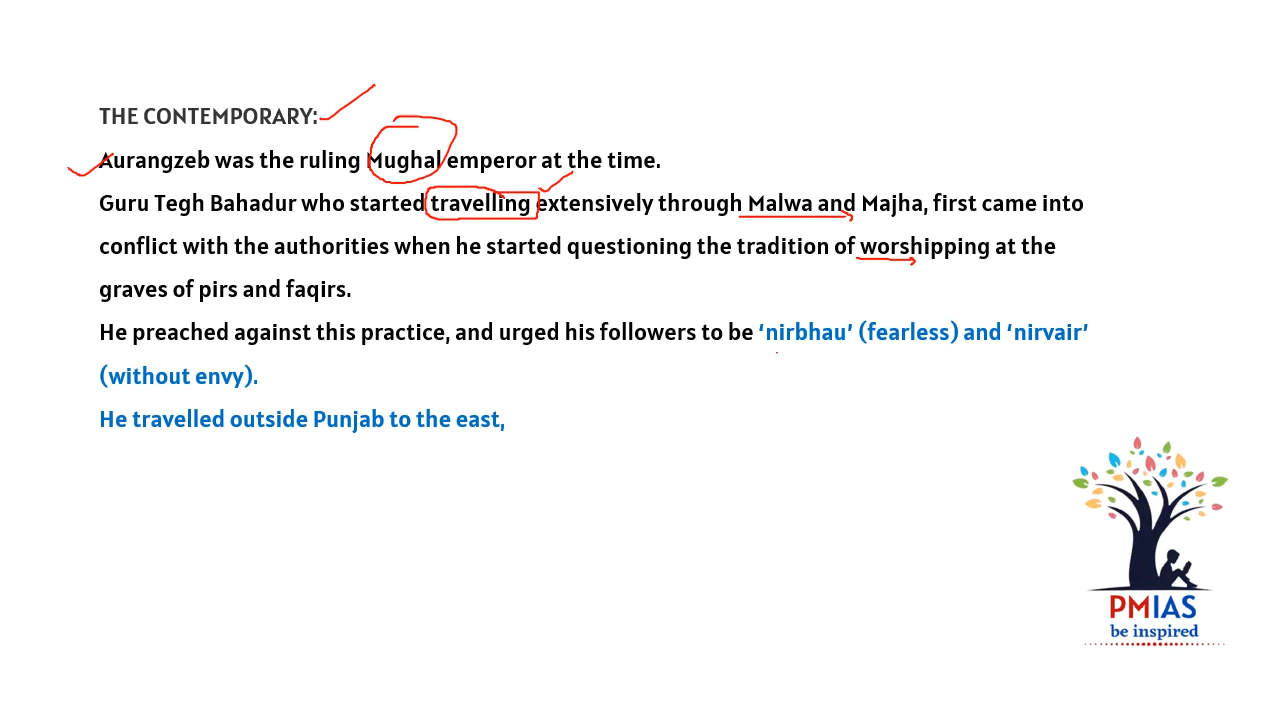 THE CONTEMPORARY:
Aurangzeb was the ruling Mughal emperor at the time.
Guru Tegh Bahadur who started travelling extensively through Malwa and Majha, first came into
conflict with the authorities when he started questioning the tradition of worshipping at the
graves of pirs and faqirs.
He preached against this practice, and urged his followers to be ‘nirbhau’ (fearless) and ‘nirvair’
(without envy).
He travelled outside Punjab to the east,
PMIAS
be inspired